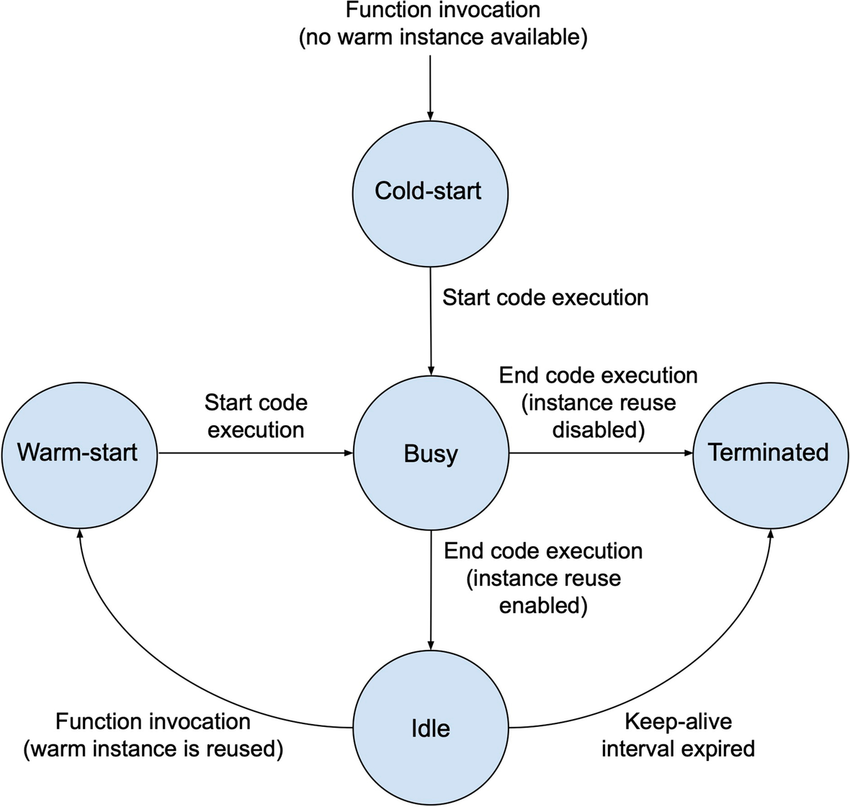 Function invocation
(no warm instance available)
Cold-start
Start code execution
End code execution
(instance reuse
disabled)
Start code
execution
Warm-start
Busy
Terminated
End code execution
(instance reuse
enabled)
Function invocation
(warm instance is reused)
Idle
Keep-alive
interval expired